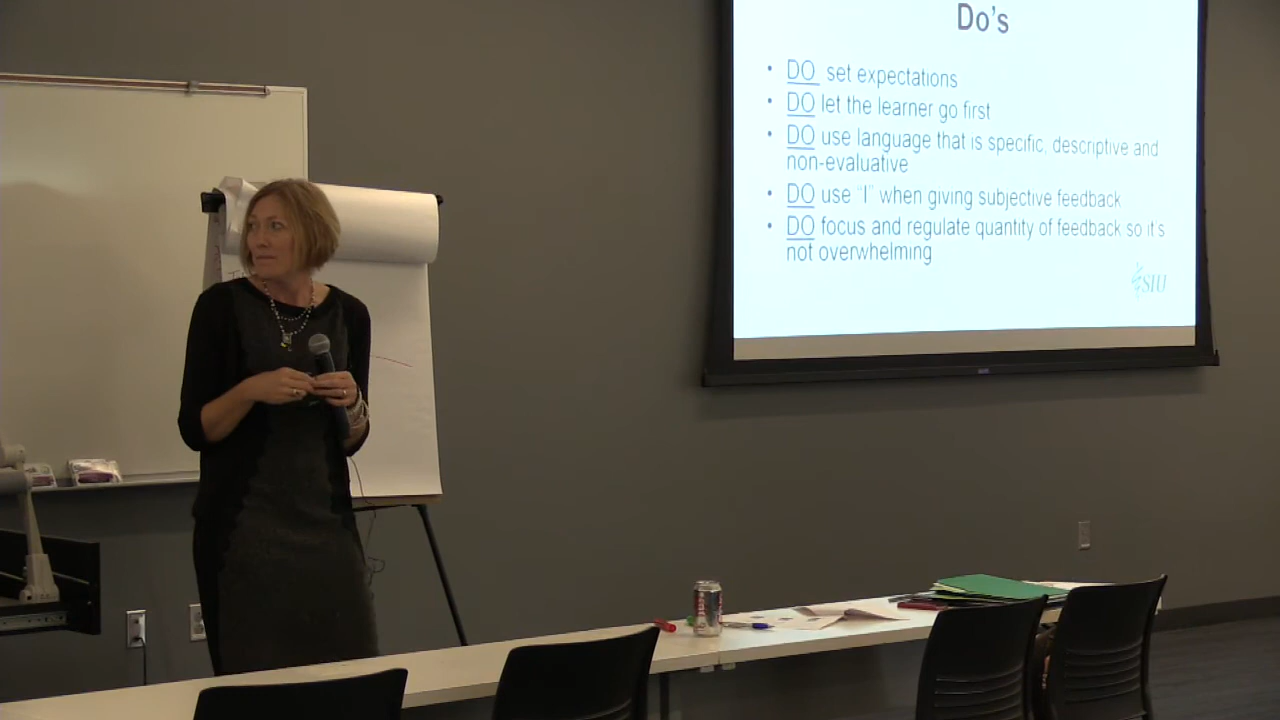 Do's
• DO set expectations
• DO let the learner go first
• DO use language that is specific, descriptive and
non-evaluative
• DO use "I" when giving subjective feedback
• DO focus and regulate quantity of feedback so it's
not overwhelming
SIU